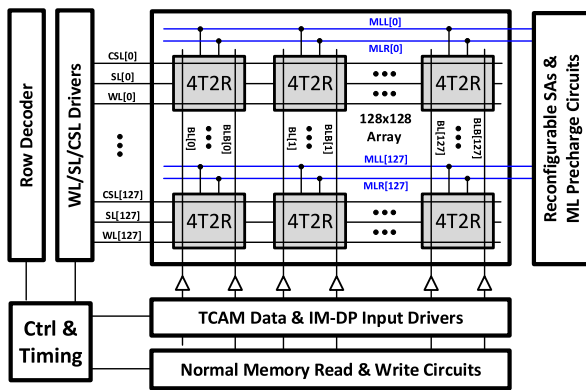 MLL[0]
MLR[0]
CSL[0]
SL[0]
WL[0]
4T2R
4T2R
4T2R
BL[0]
BLB[0]
BL[1]
BLB[1]
128x128
Array
BL[127]
BLB[127]
MLL[127]
MLR[127]
CSL[127]
SL[127]
WL[127]
4T2R
4T2R
4T2R
Row Decoder
WL/SL/CSL Drivers
Reconfigurable SAs &
ML Precharge Circuits
Ctrl &
Timing
TCAM Data & IM-DP Input Drivers
Normal Memory Read & Write Circuits